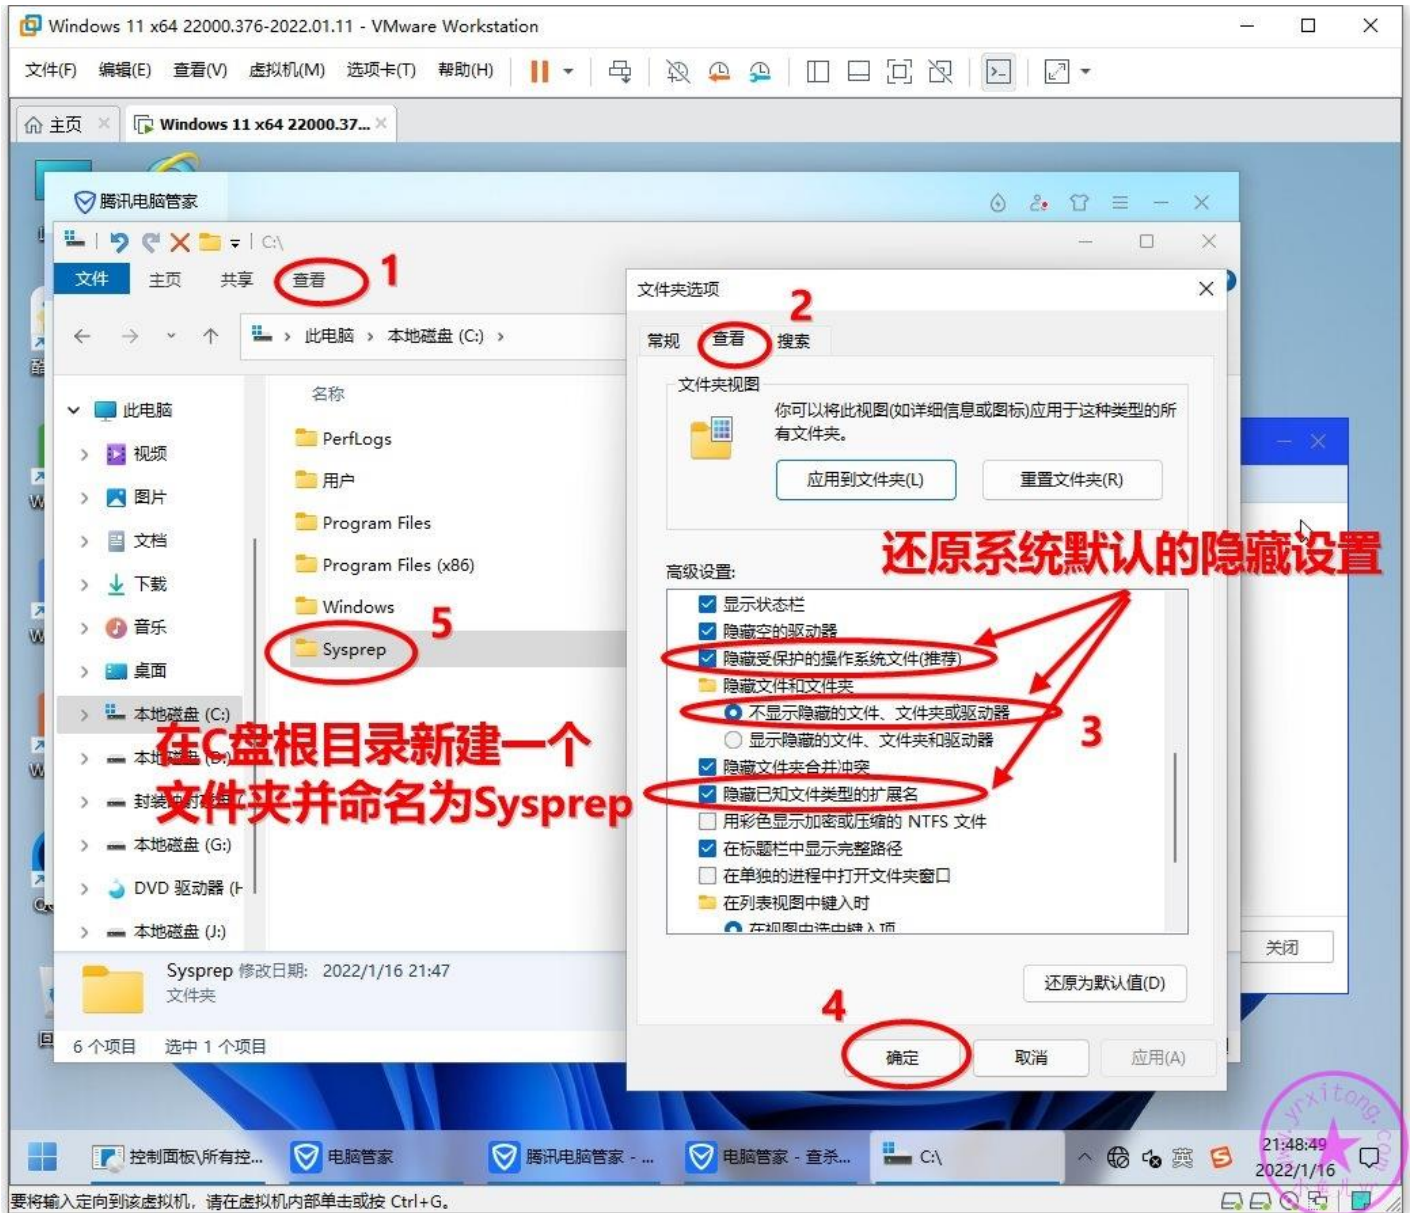 Windows 11 x64 22000.376-2022.01.11 - VMware Workstation
文件(F) 编辑(E) 查看(V) 虚拟机(M) 选项卡(T) 帮助(H)
主页
Windows 11 x64 22000.37...
腾讯电脑管家
C:\
文件 主页 共享 查看
1
此电脑 › 本地磁盘 (C:) ›
名称
此电脑
视频
图片
文档
下载
音乐
桌面
本地磁盘 (C:)
封装
本地磁盘 (G:)
DVD 驱动器 (H
本地磁盘 (J:)
PerfLogs
用户
Program Files
Program Files (x86)
Windows
Sysprep
5
在C盘根目录新建一个
文件夹并命名为Sysprep
Sysprep 修改日期: 2022/1/16 21:47
文件夹
6 个项目 选中 1 个项目
文件夹选项
2
常规 查看 搜索
文件夹视图
你可以将此视图(如详细信息或图标)应用于这种类型的所
有文件夹。
应用到文件夹(L) 重置文件夹(R)
还原系统默认的隐藏设置
高级设置:
显示状态栏
隐藏空的驱动器
隐藏受保护的操作系统文件(推荐)
隐藏文件和文件夹
不显示隐藏的文件、文件夹或驱动器
显示隐藏的文件、文件夹和驱动器
3
隐藏文件夹合并冲突
隐藏已知文件类型的扩展名
用彩色显示加密或压缩的 NTFS 文件
在标题栏中显示完整路径
在单独的进程中打开文件夹窗口
在列表视图中键入时
在视图中选中键入项
还原为默认值(D)
4
确定 取消 应用(A)
关闭
控制面板\所有控...
电脑管家
腾讯电脑管家 - ...
电脑管家 - 查杀...
C:\
英
21:48:49
2022/1/16
www.yrxitong.com
小鱼儿yr
要将输入定向到该虚拟机，请在虚拟机内部单击或按 Ctrl+G。